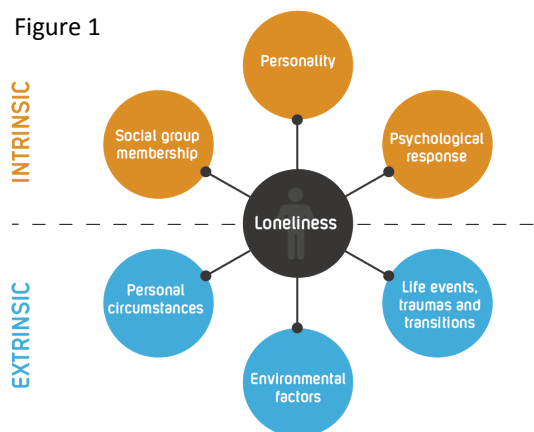 Figure 1
INTRINSIC
Personality
Social group
membership
Psychological
response
Loneliness
EXTRINSIC
Personal
circumstances
Life events,
traumas and
transitions
Environmental
factors